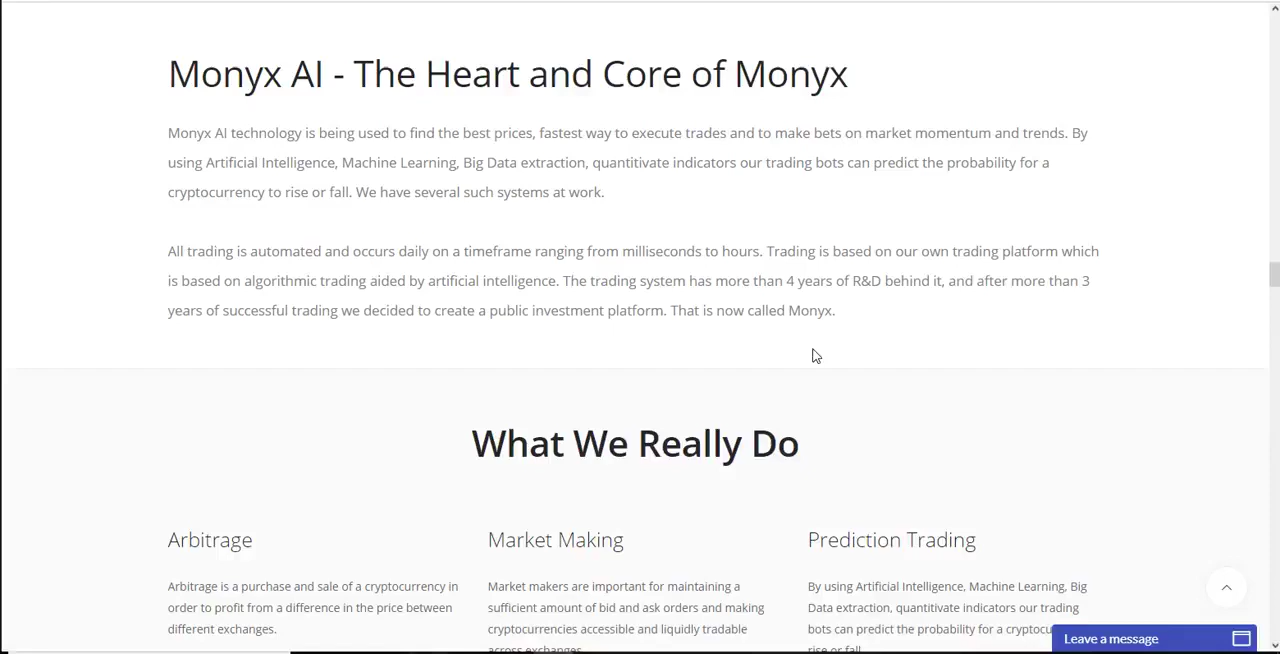 Monyx AI - The Heart and Core of Monyx
Monyx AI technology is being used to find the best prices, fastest way to execute trades and to make bets on market momentum and trends. By
using Artificial Intelligence, Machine Learning, Big Data extraction, quantitivate indicators our trading bots can predict the probability for a
cryptocurrency to rise or fall. We have several such systems at work.
All trading is automated and occurs daily on a timeframe ranging from milliseconds to hours. Trading is based on our own trading platform which
is based on algorithmic trading aided by artificial intelligence. The trading system has more than 4 years of R&D behind it, and after more than 3
years of successful trading we decided to create a public investment platform. That is now called Monyx.
What We Really Do
Arbitrage
Arbitrage is a purchase and sale of a cryptocurrency in
order to profit from a difference in the price between
different exchanges.
Market Making
Market makers are important for maintaining a
sufficient amount of bid and ask orders and making
cryptocurrencies accessible and liquidly tradable
across exchanges.
Prediction Trading
By using Artificial Intelligence, Machine Learning, Big
Data extraction, quantitivate indicators our trading
bots can predict the probability for a
rise or fall.
Leave a message